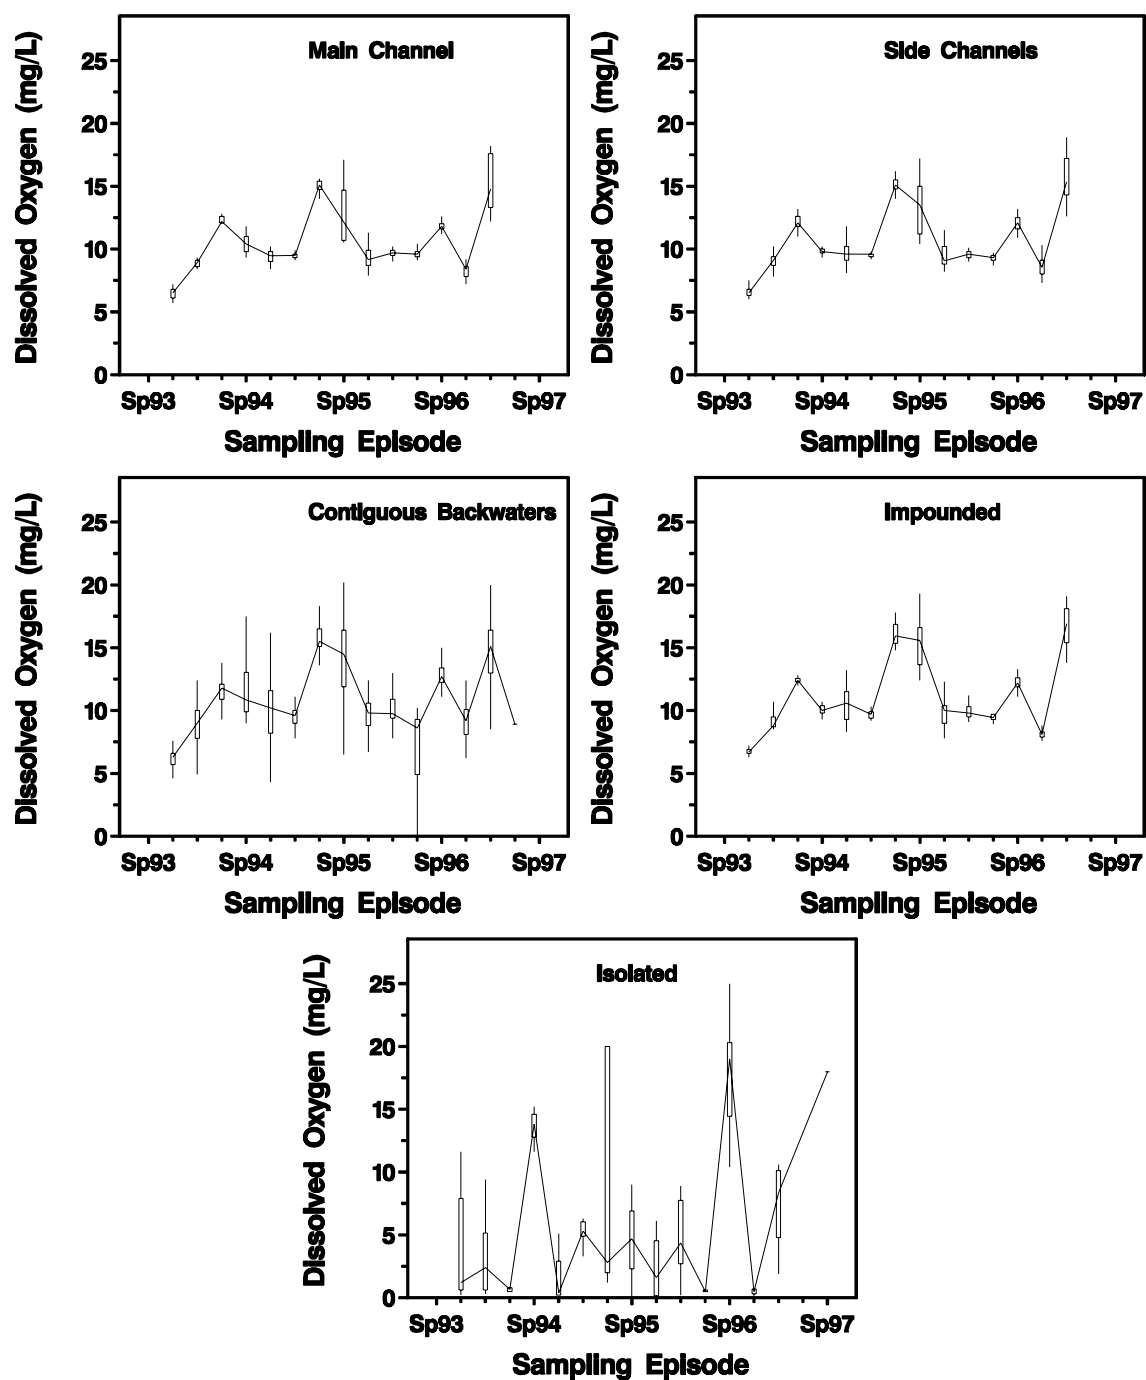 Main Channel
Dissolved Oxygen (mg/L)
25
20
15
10
5
0
Sp93 Sp94 Sp95 Sp96 Sp97
Sampling Episode
Side Channels
Dissolved Oxygen (mg/L)
25
20
15
10
5
0
Sp93 Sp94 Sp95 Sp96 Sp97
Sampling Episode
Contiguous Backwaters
Dissolved Oxygen (mg/L)
25
20
15
10
5
0
Sp93 Sp94 Sp95 Sp96 Sp97
Sampling Episode
Impounded
Dissolved Oxygen (mg/L)
25
20
15
10
5
0
Sp93 Sp94 Sp95 Sp96 Sp97
Sampling Episode
Isolated
Dissolved Oxygen (mg/L)
25
20
15
10
5
0
Sp93 Sp94 Sp95 Sp96 Sp97
Sampling Episode